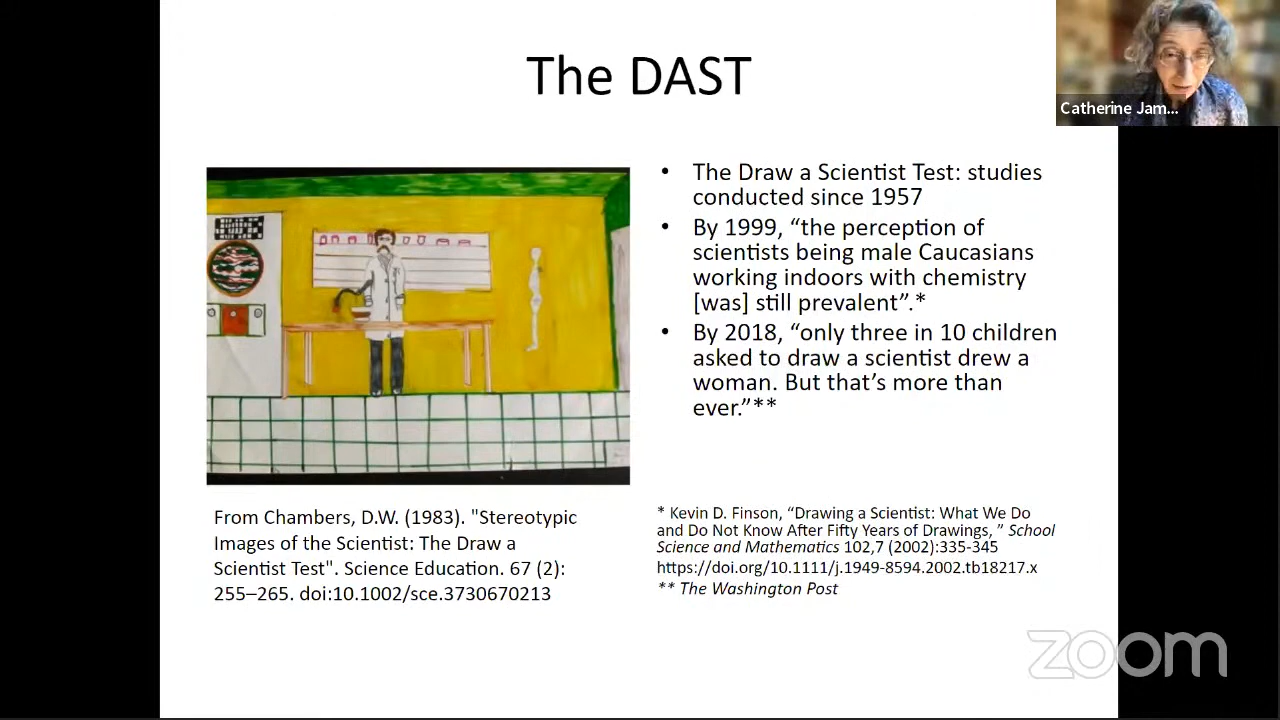 The DAST
Catherine Jam...
• The Draw a Scientist Test: studies
conducted since 1957
• By 1999, “the perception of
scientists being male Caucasians
working indoors with chemistry
[was] still prevalent”.*
• By 2018, “only three in 10 children
asked to draw a scientist drew a
woman. But that’s more than
ever.”**
From Chambers, D.W. (1983). "Stereotypic
Images of the Scientist: The Draw a
Scientist Test". Science Education. 67 (2):
255–265. doi:10.1002/sce.3730670213
* Kevin D. Finson, “Drawing a Scientist: What We Do
and Do Not Know After Fifty Years of Drawings, ” School
Science and Mathematics 102,7 (2002):335-345
https://doi.org/10.1111/j.1949-8594.2002.tb18217.x
** The Washington Post
zoom